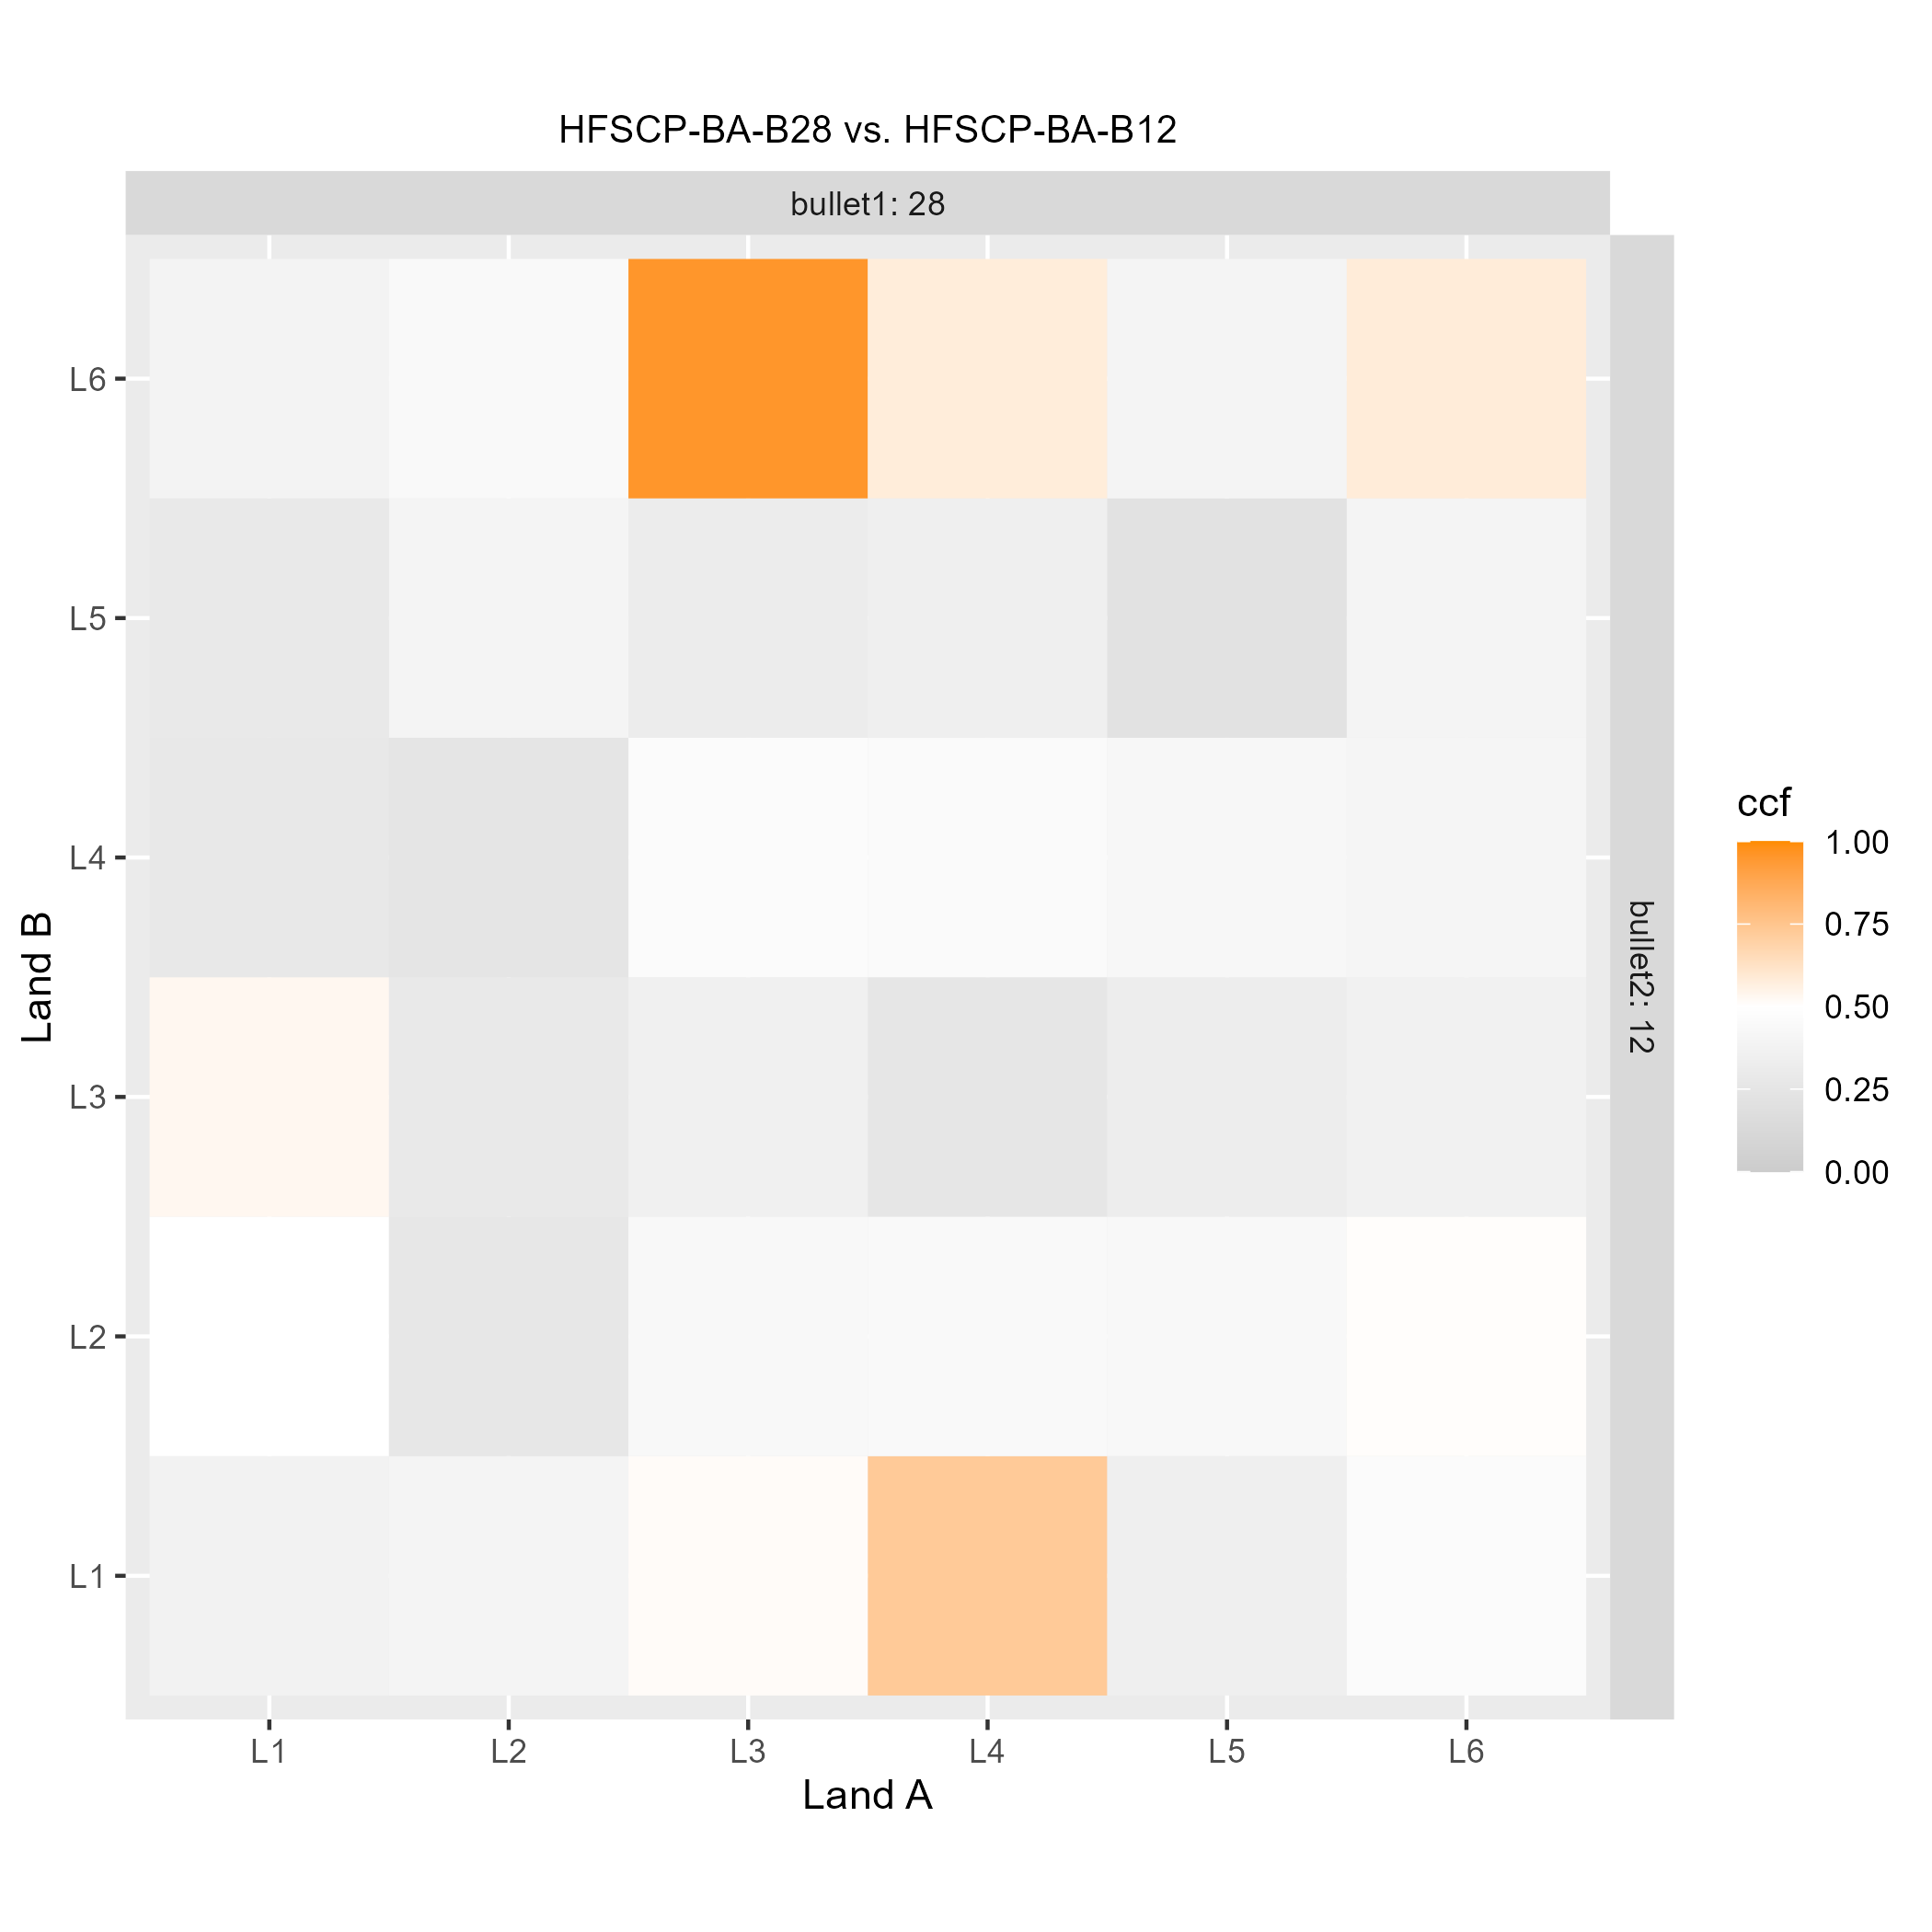 HFSCP-BA-B28 vs. HFSCP-BA-B12
bullet1: 28
L6
L5
L4
L3
L2
L1
Land B
L1 L2 L3 L4 L5 L6
Land A
bullet2: 12
ccf
1.00
0.75
0.50
0.25
0.00